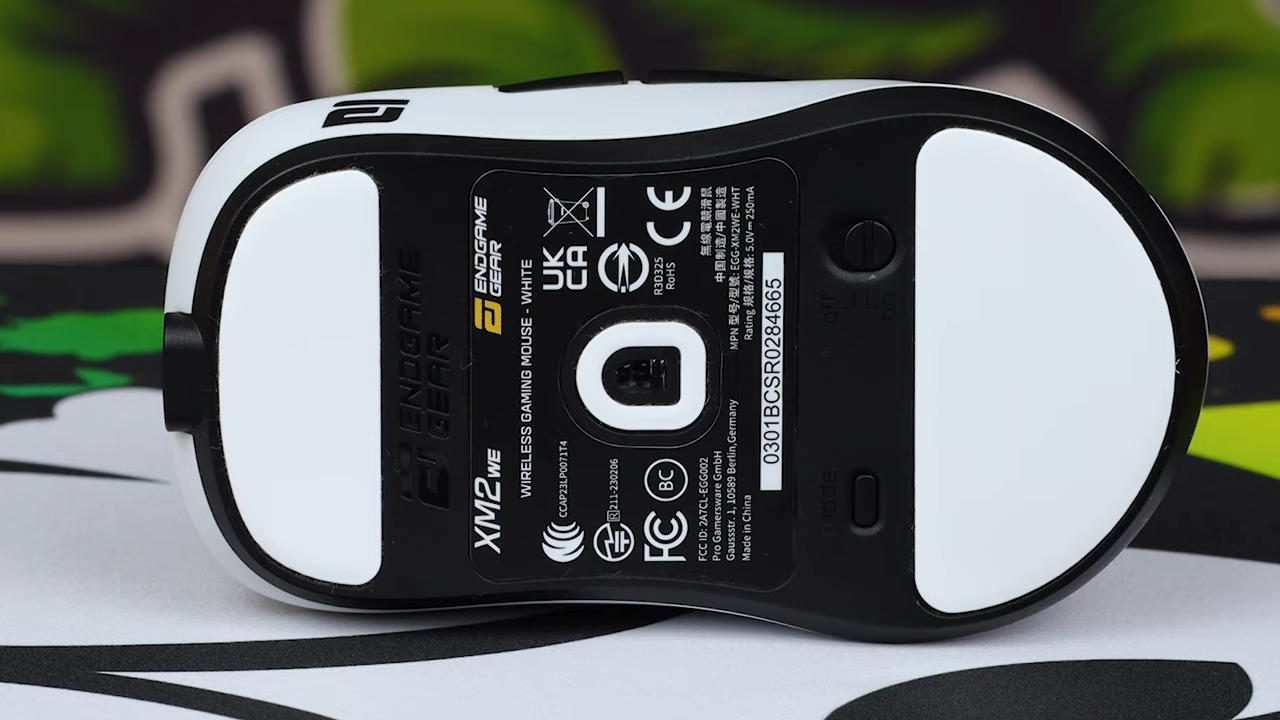 ENDGAME
GEAR
XM2WE
ENDGAME
GEAR
WIRELESS GAMING MOUSE - WHITE
UK
CA
CE
R3D325
RoHS
CCAP23LP0071T4
R 211-230206
FC
BC
無線電競滑鼠
中国制造/中國製造
MPN 型号/型號: EGG-XM2WE-WHT
Rating 规格/規格: 5.0V⎓250mA
FCC ID: 2A7CL-EGG002
Pro Gamersware GmbH
Gaussstr. 1, 10589 Berlin,Germany
Made in China
0301BCSR0284665
off
on
mode